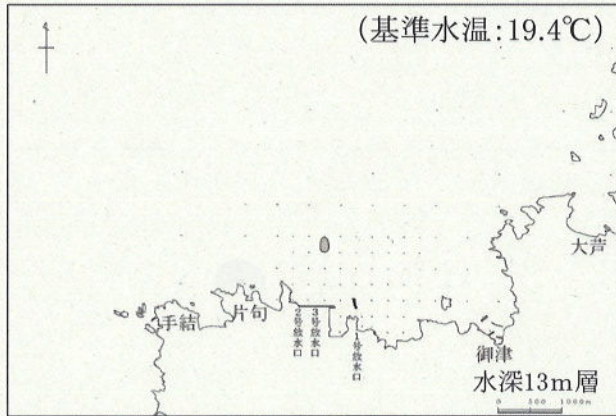 (基準水温:19.4℃)
大芦
手結
片句
2号放水口
3号放水口
1号放水口
御津
水深13m層
0 500 1000m